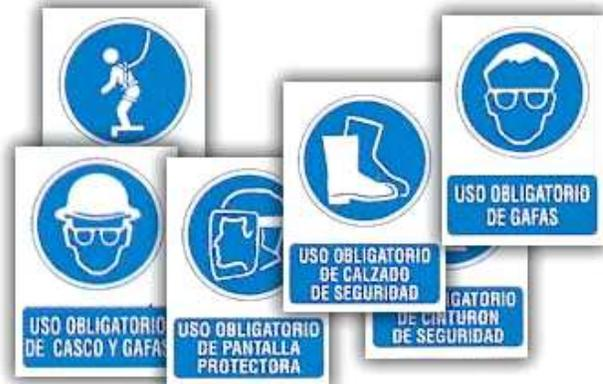 USO OBLIGATORIO
DE GAFAS
USO OBLIGATORIO
DE CALZADO
DE SEGURIDAD
DE CINTURON
DE SEGURIDAD
USO OBLIGATORIO
DE CASCO Y GAFAS
USO OBLIGATORIO
DE PANTALLA
PROTECTORA